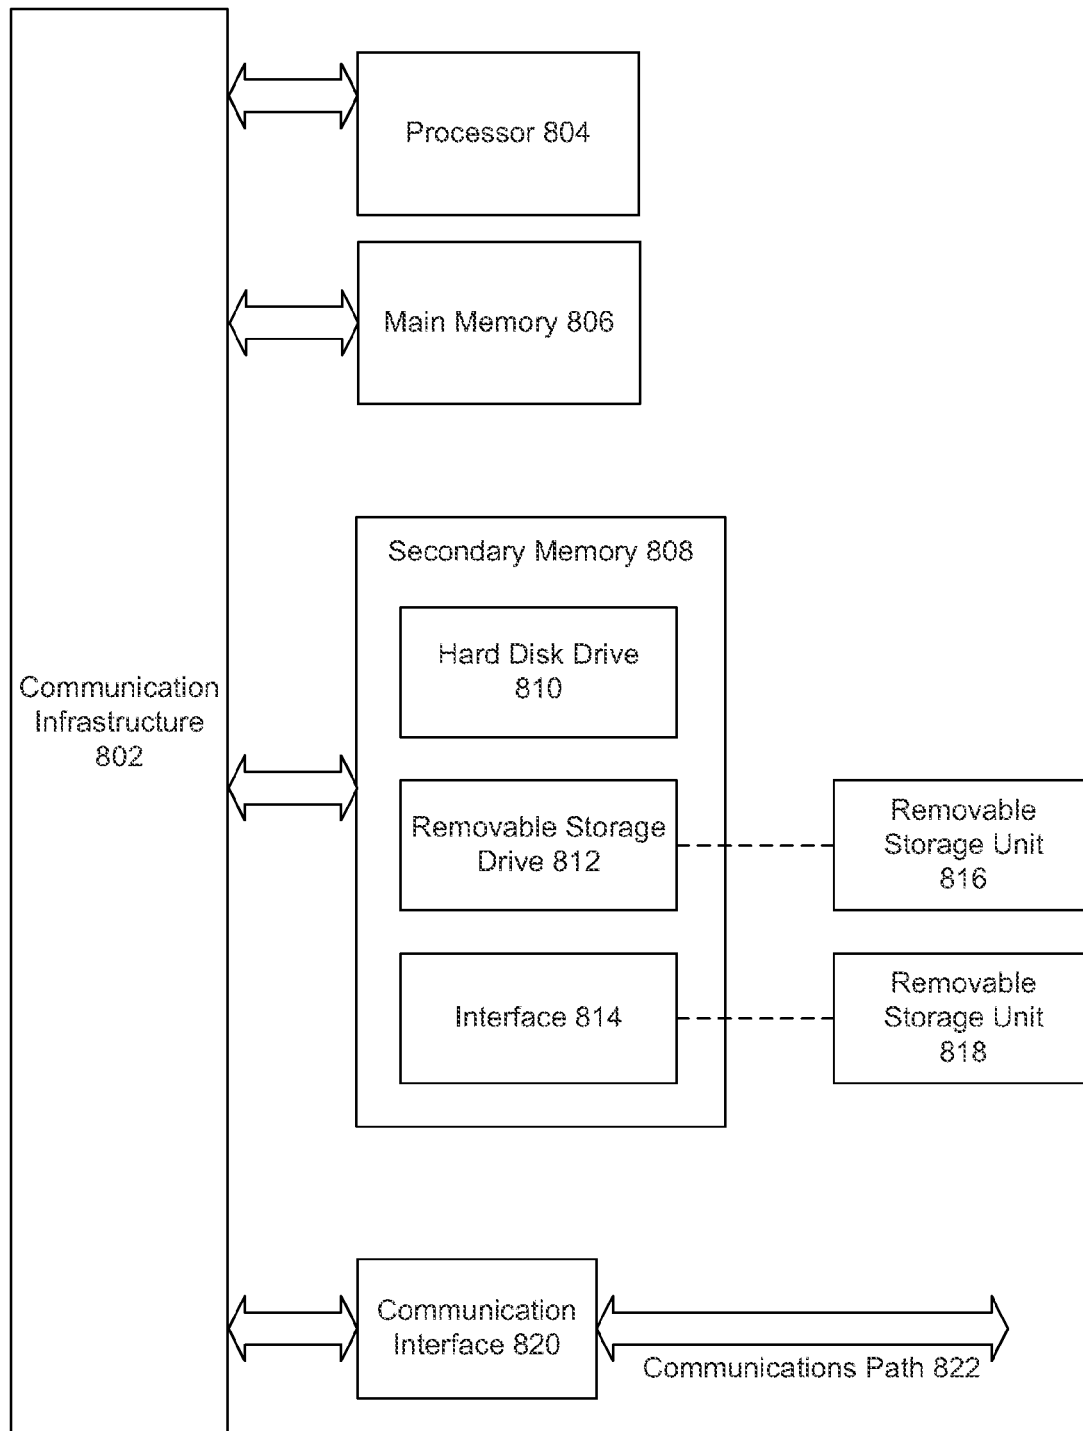 Processor 804
Main Memory 806
Secondary Memory 808
Hard Disk Drive
810
Communication
Infrastructure
802
Removable Storage
Drive 812
Removable
Storage Unit
816
Interface 814
Removable
Storage Unit
818
Communication
Interface 820
Communications Path 822